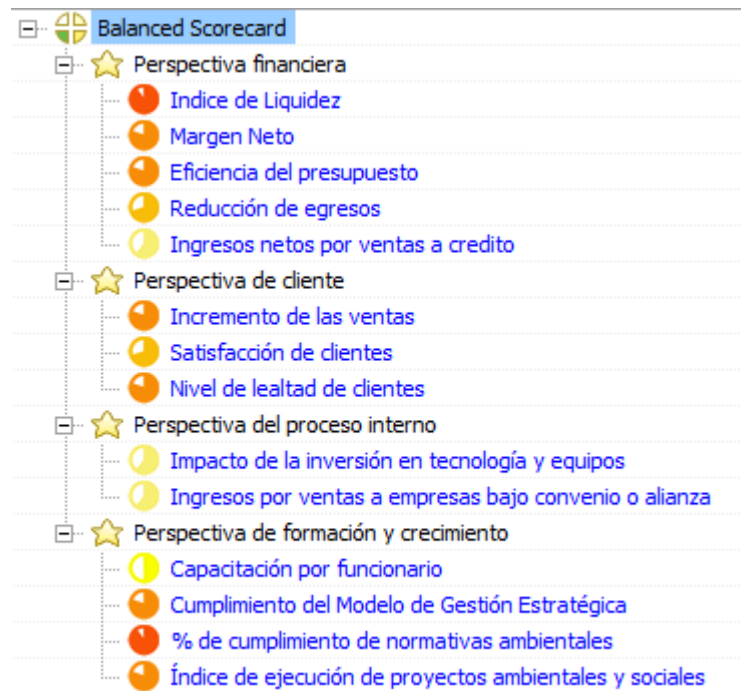 Balanced Scorecard
Perspectiva financiera
Indice de Liquidez
Margen Neto
Eficiencia del presupuesto
Reducción de egresos
Ingresos netos por ventas a credito
Perspectiva de cliente
Incremento de las ventas
Satisfacción de clientes
Nivel de lealtad de clientes
Perspectiva del proceso interno
Impacto de la inversión en tecnología y equipos
Ingresos por ventas a empresas bajo convenio o alianza
Perspectiva de formación y crecimiento
Capacitación por funcionario
Cumplimiento del Modelo de Gestión Estratégica
% de cumplimiento de normativas ambientales
Índice de ejecución de proyectos ambientales y sociales